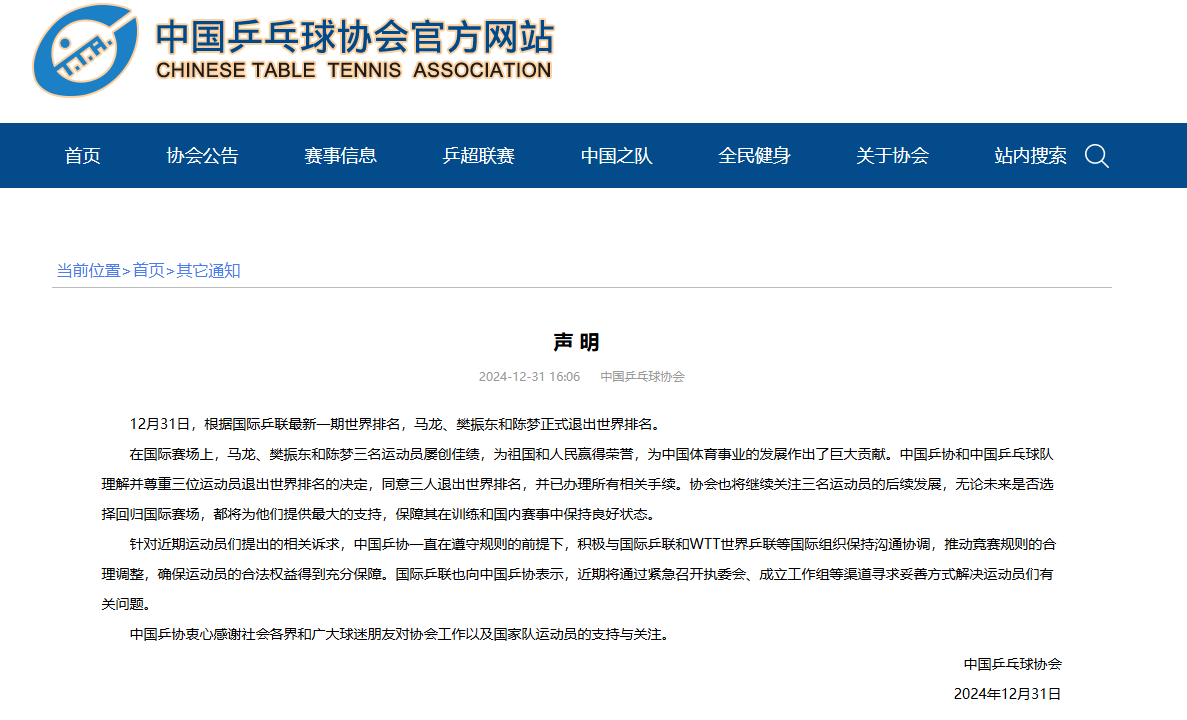 C.T.T.A.
中国乒乓球协会官方网站
CHINESE TABLE TENNIS ASSOCIATION
首页 协会公告 赛事信息 乒超联赛 中国之队 全民健身 关于协会 站内搜索
当前位置>首页>其它通知
声 明
2024-12-31 16:06 中国乒乓球协会
12月31日，根据国际乒联最新一期世界排名，马龙、樊振东和陈梦正式退出世界排名。
在国际赛场上，马龙、樊振东和陈梦三名运动员屡创佳绩，为祖国和人民赢得荣誉，为中国体育事业的发展作出了巨大贡献。中国乒协和中国乒乓球队
理解并尊重三位运动员退出世界排名的决定，同意三人退出世界排名，并已办理所有相关手续。协会也将继续关注三名运动员的后续发展，无论未来是否选
择回归国际赛场，都将为他们提供最大的支持，保障其在训练和国内赛事中保持良好状态。
针对近期运动员们提出的相关诉求，中国乒协一直在遵守规则的前提下，积极与国际乒联和WTT世界乒联等国际组织保持沟通协调，推动竞赛规则的合
理调整，确保运动员的合法权益得到充分保障。国际乒联也向中国乒协表示，近期将通过紧急召开执委会、成立工作组等渠道寻求妥善方式解决运动员们有
关问题。
中国乒协衷心感谢社会各界和广大球迷朋友对协会工作以及国家队运动员的支持与关注。
中国乒乓球协会
2024年12月31日